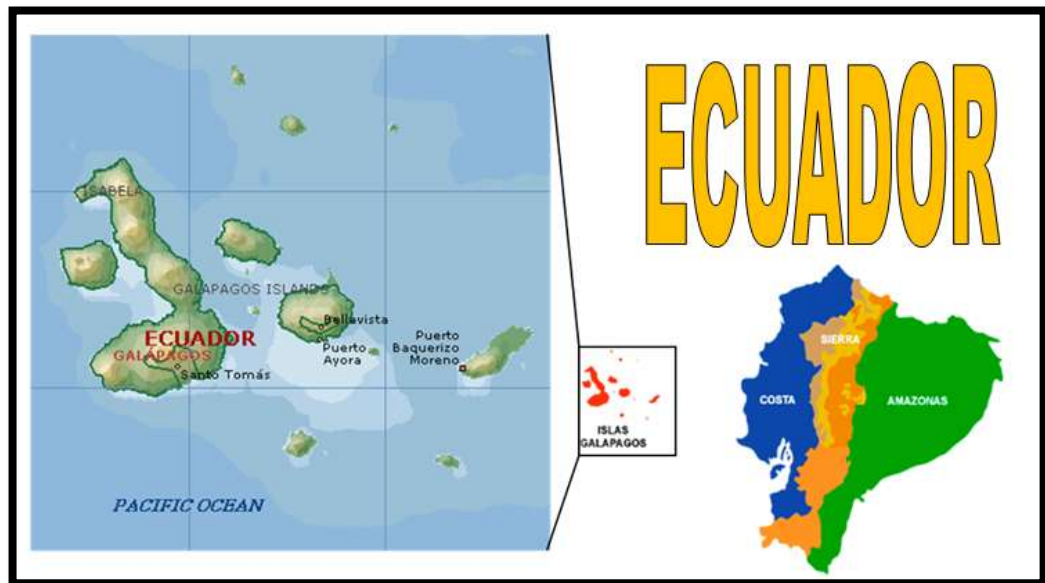 ECUADOR
ISABELA
GALAPAGOS ISLANDS
ECUADOR
GALÁPAGOS
Santo Tomás
Bellavista
Puerto
Ayora
Puerto
Baquerizo
Moreno
PACIFIC OCEAN
ISLAS
GALAPAGOS
COSTA
SIERRA
AMAZONAS